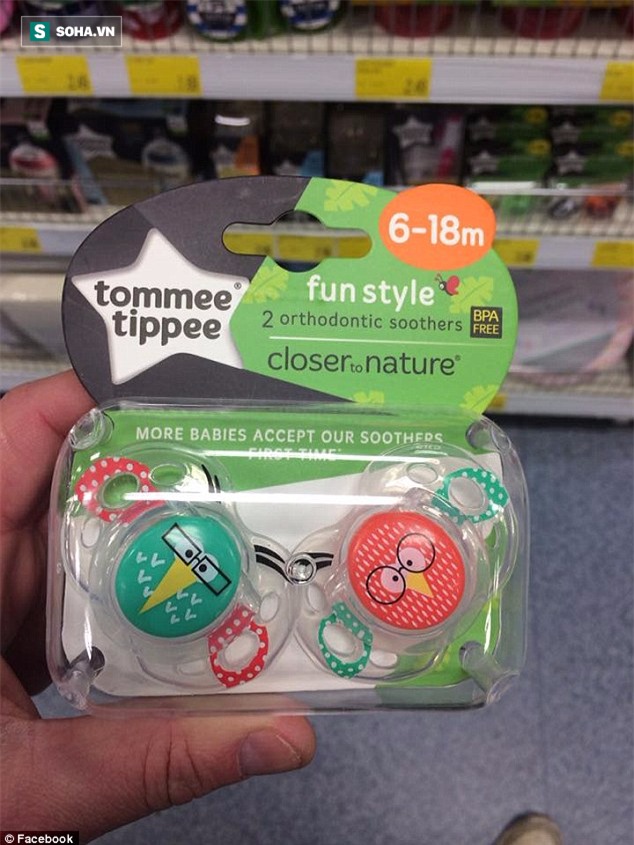 S SOHA.VN
6-18m
tommee®
tippee
fun style
2 orthodontic soothers
BPA
FREE
closer to nature®
MORE BABIES ACCEPT OUR SOOTHERS
FIRST TIME
© Facebook